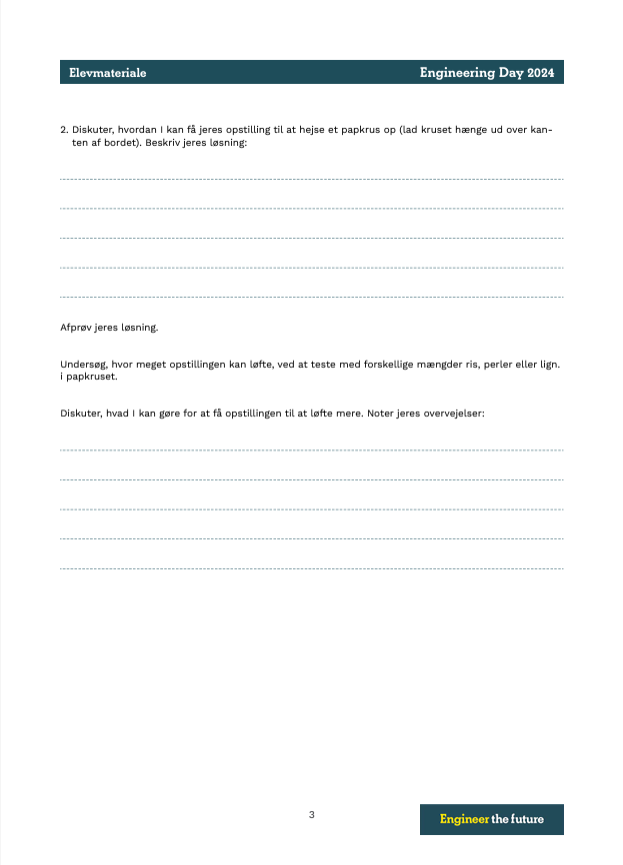 Elevmateriale
Engineering Day 2024
2. Diskuter, hvordan I kan få jeres opstilling til at hejse et papkrus op (lad kruset hænge ud over kan-
ten af bordet). Beskriv jeres løsning:
Afprøv jeres løsning.
Undersøg, hvor meget opstillingen kan løfte, ved at teste med forskellige mængder ris, perler eller lign.
i papkruset.
Diskuter, hvad I kan gøre for at få opstillingen til at løfte mere. Noter jeres overvejelser:
3
Engineer the future